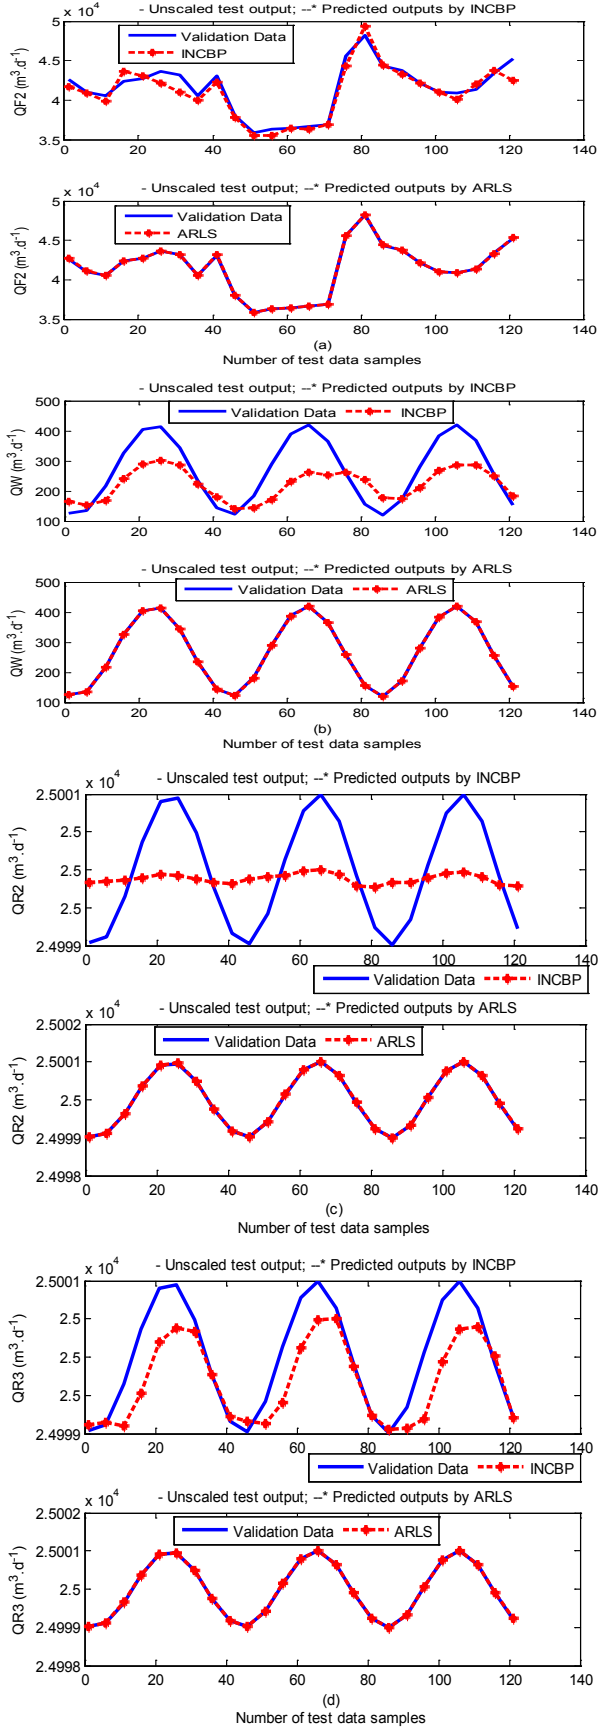 - Unscaled test output; --* Predicted outputs by INCBP
x 10^4
5
4.5
4
3.5
QF2 (m^3.d^-1)
Validation Data
INCBP
0 20 40 60 80 100 120 140
- Unscaled test output; --* Predicted outputs by ARLS
x 10^4
5
4.5
4
3.5
QF2 (m^3.d^-1)
Validation Data
ARLS
0 20 40 60 80 100 120 140
(a)
Number of test data samples
- Unscaled test output; --* Predicted outputs by INCBP
500
400
300
200
100
QW (m^3.d^-1)
Validation Data INCBP
0 20 40 60 80 100 120 140
- Unscaled test output; --* Predicted outputs by ARLS
500
400
300
200
100
QW (m^3.d^-1)
Validation Data ARLS
0 20 40 60 80 100 120 140
(b)
Number of test data samples
x 10^4
- Unscaled test output; --* Predicted outputs by INCBP
2.5001
2.5
2.5
2.5
2.4999
QR2 (m^3.d^-1)
0 20 40 60 80 100 120 140
Validation Data INCBP
x 10^4
- Unscaled test output; --* Predicted outputs by ARLS
2.5002
2.5001
2.5
2.4999
2.4998
QR2 (m^3.d^-1)
Validation Data ARLS
0 20 40 60 80 100 120 140
(c)
Number of test data samples
- Unscaled test output; --* Predicted outputs by INCBP
x 10^4
2.5001
2.5
2.5
2.5
2.4999
QR3 (m^3.d^-1)
0 20 40 60 80 100 120 140
Validation Data INCBP
x 10^4
- Unscaled test output; --* Predicted outputs by ARLS
2.5002
2.5001
2.5
2.4999
2.4998
QR3 (m^3.d^-1)
Validation Data ARLS
0 20 40 60 80 100 120 140
(d)
Number of test data samples